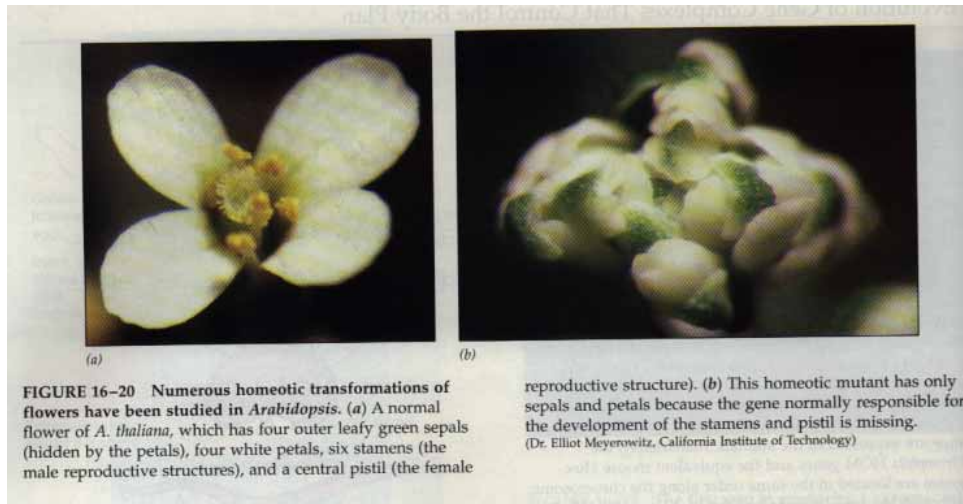 (a)
(b)
FIGURE 16–20 Numerous homeotic transformations of
flowers have been studied in Arabidopsis. (a) A normal
flower of A. thaliana, which has four outer leafy green sepals
(hidden by the petals), four white petals, six stamens (the
male reproductive structures), and a central pistil (the female
reproductive structure). (b) This homeotic mutant has only
sepals and petals because the gene normally responsible for
the development of the stamens and pistil is missing.
(Dr. Elliot Meyerowitz, California Institute of Technology)